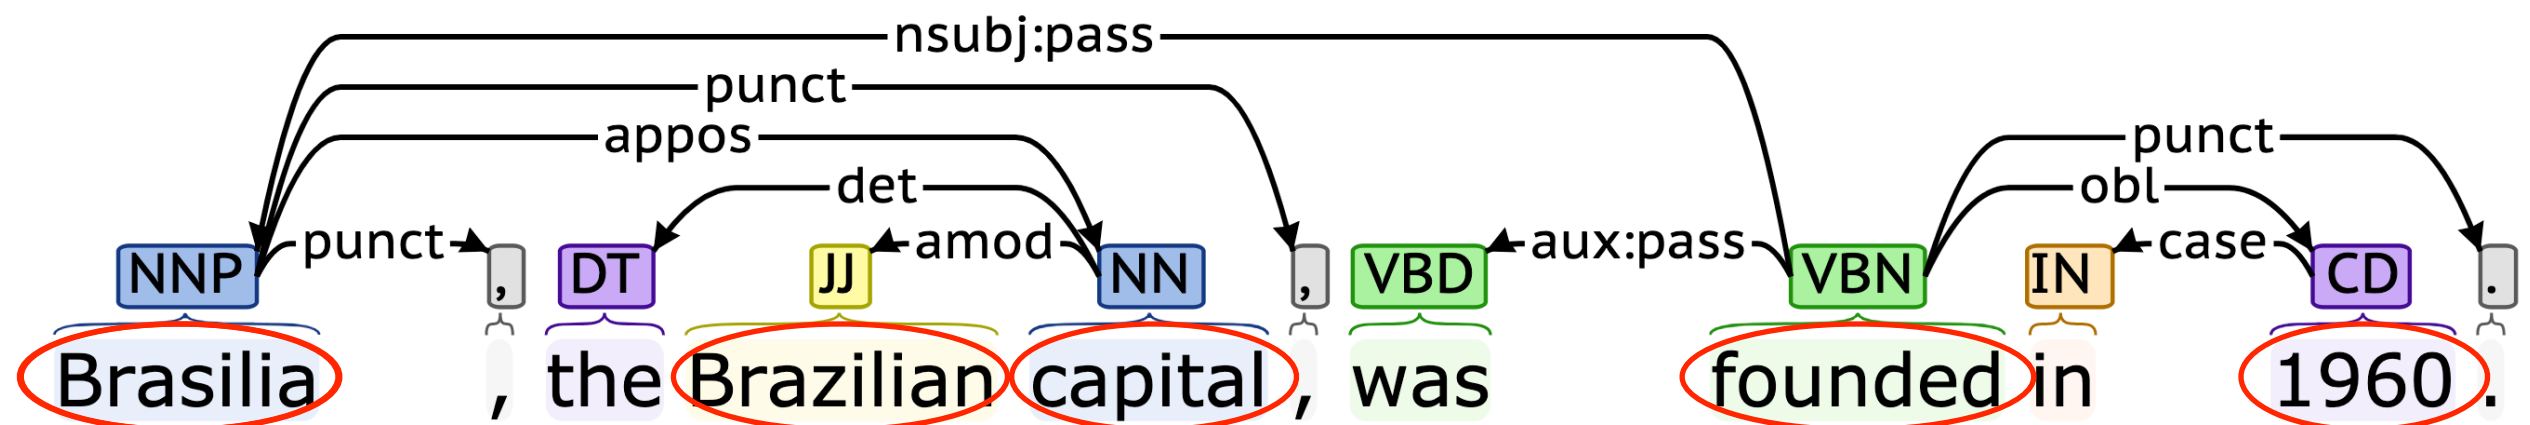 nsubj:pass
punct
appos punct
det obl
punct amod aux:pass case
NNP , DT JJ NN , VBD VBN IN CD .
Brasilia , the Brazilian capital , was founded in 1960 .